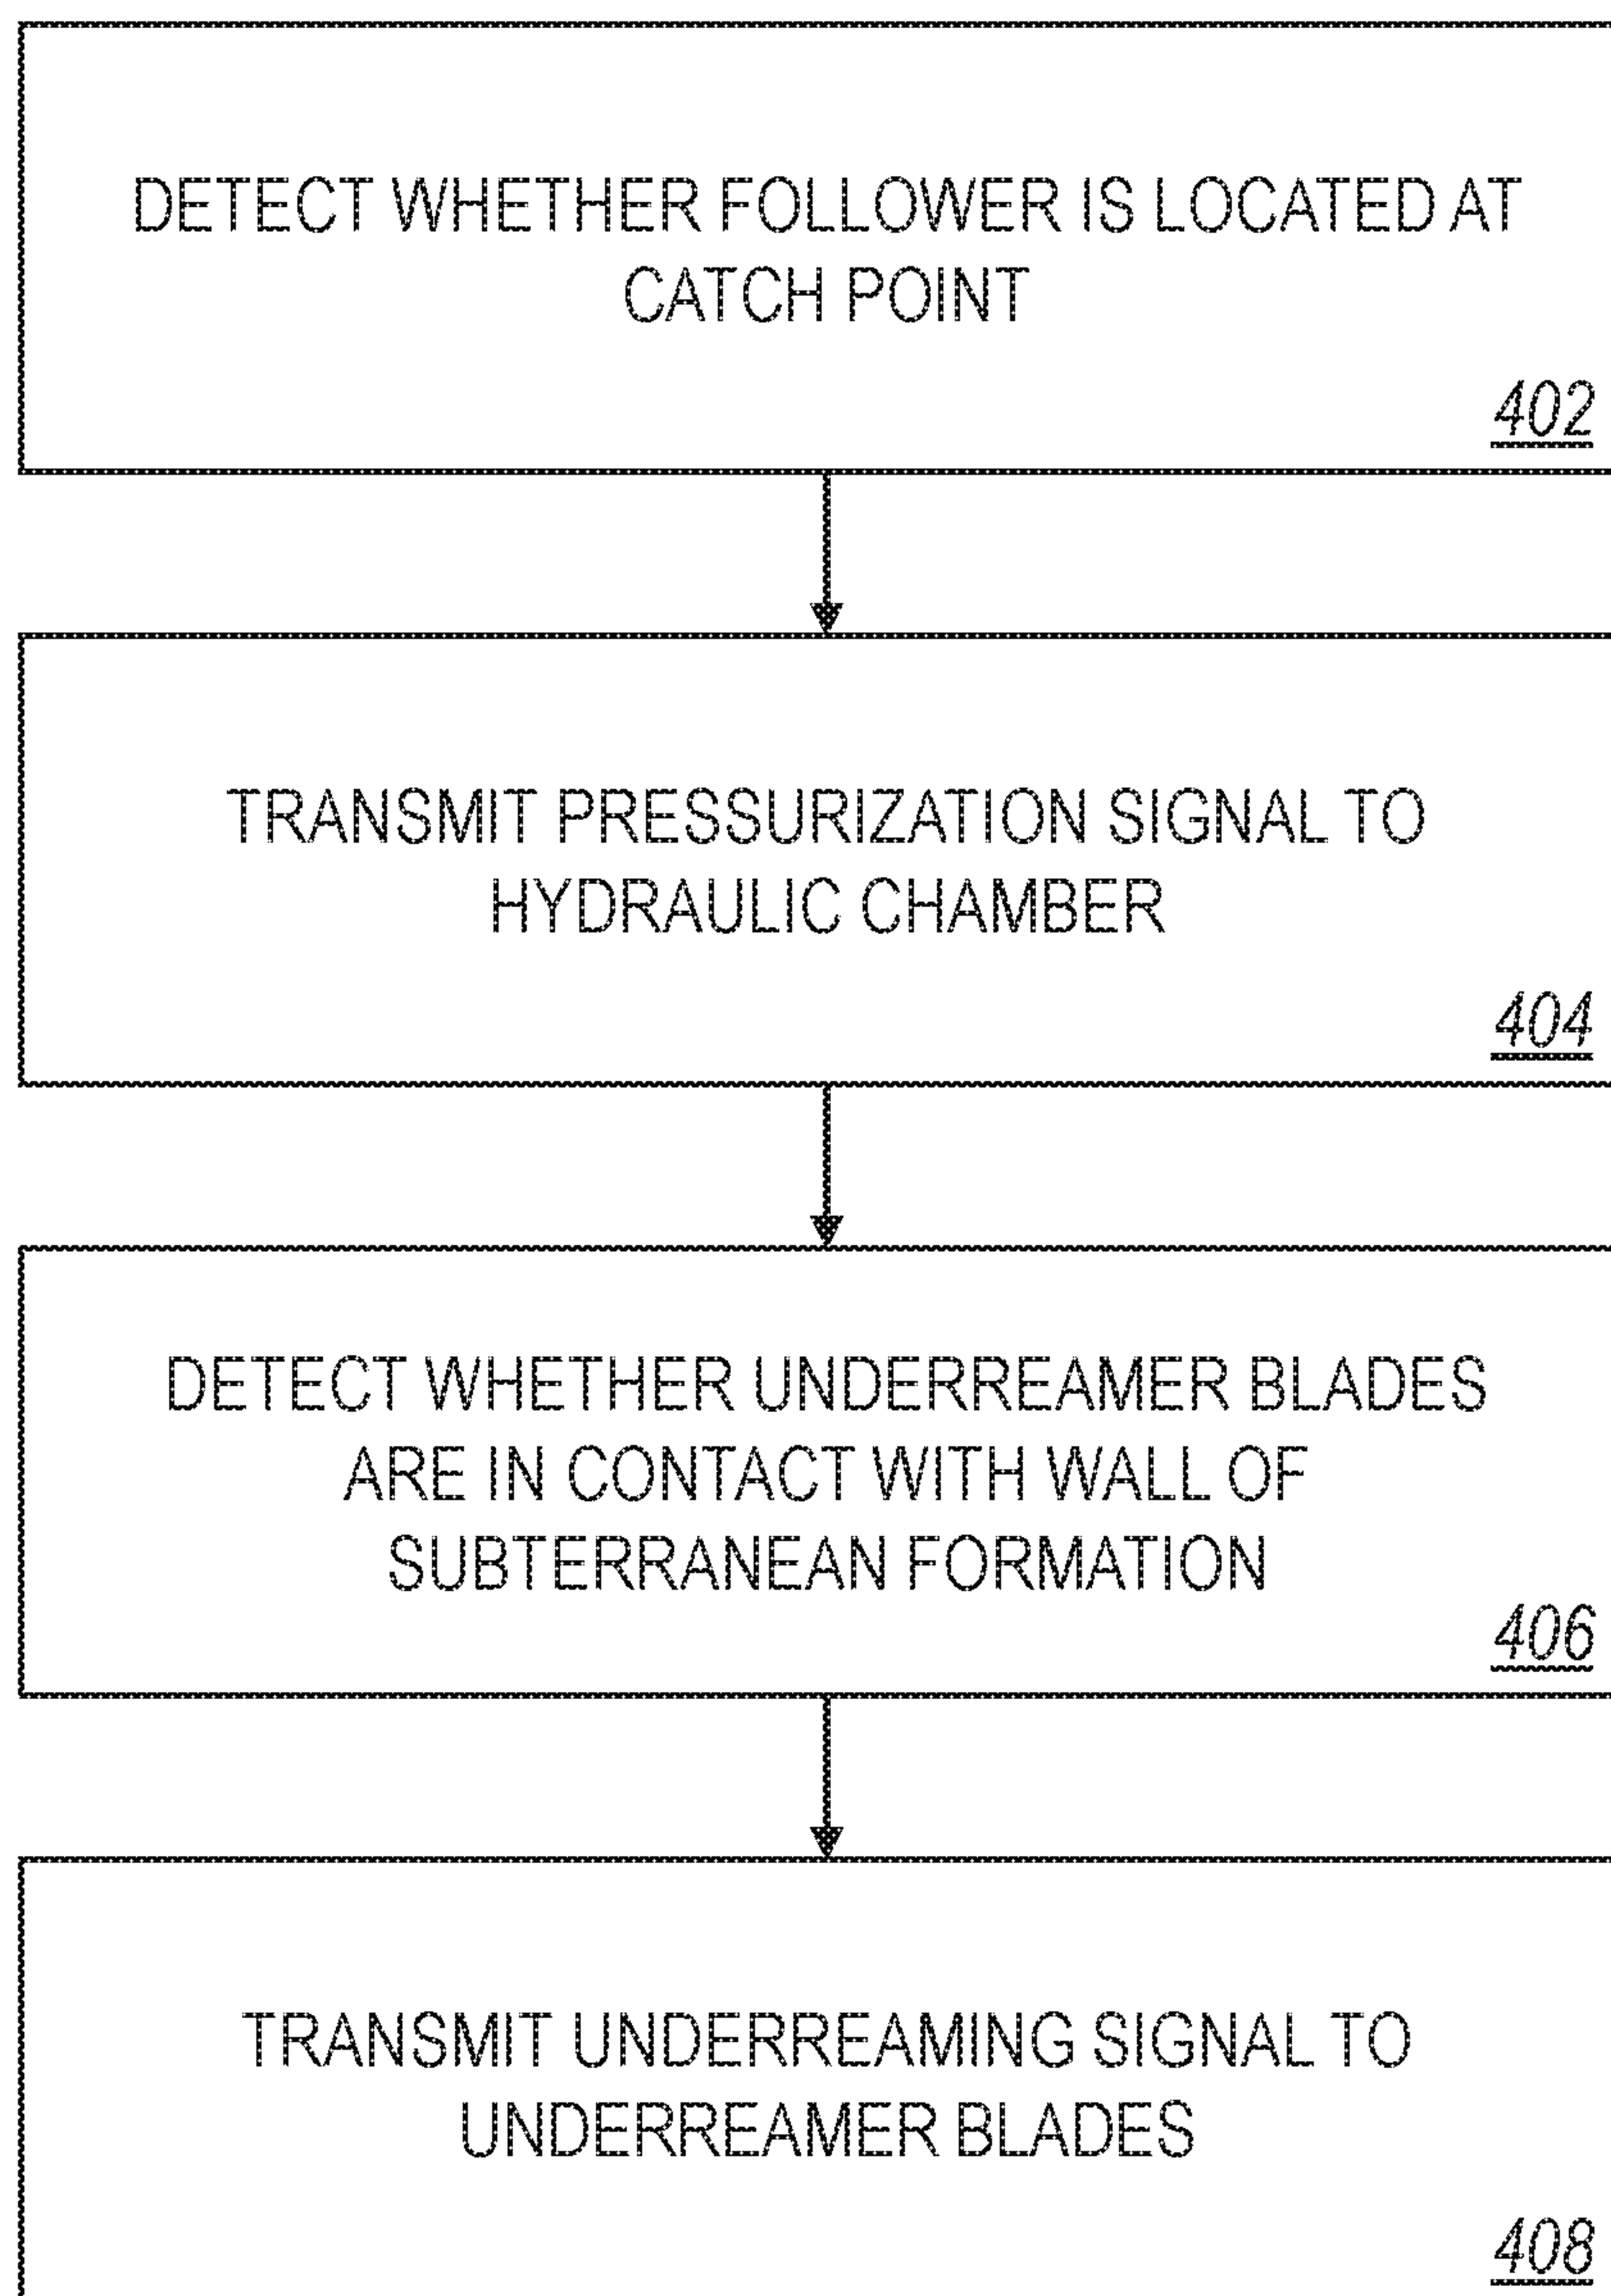 DETECT WHETHER FOLLOWER IS LOCATED AT
CATCH POINT
402
TRANSMIT PRESSURIZATION SIGNAL TO
HYDRAULIC CHAMBER
404
DETECT WHETHER UNDERREAMER BLADES
ARE IN CONTACT WITH WALL OF
SUBTERRANEAN FORMATION
406
TRANSMIT UNDERREAMING SIGNAL TO
UNDERREAMER BLADES
408